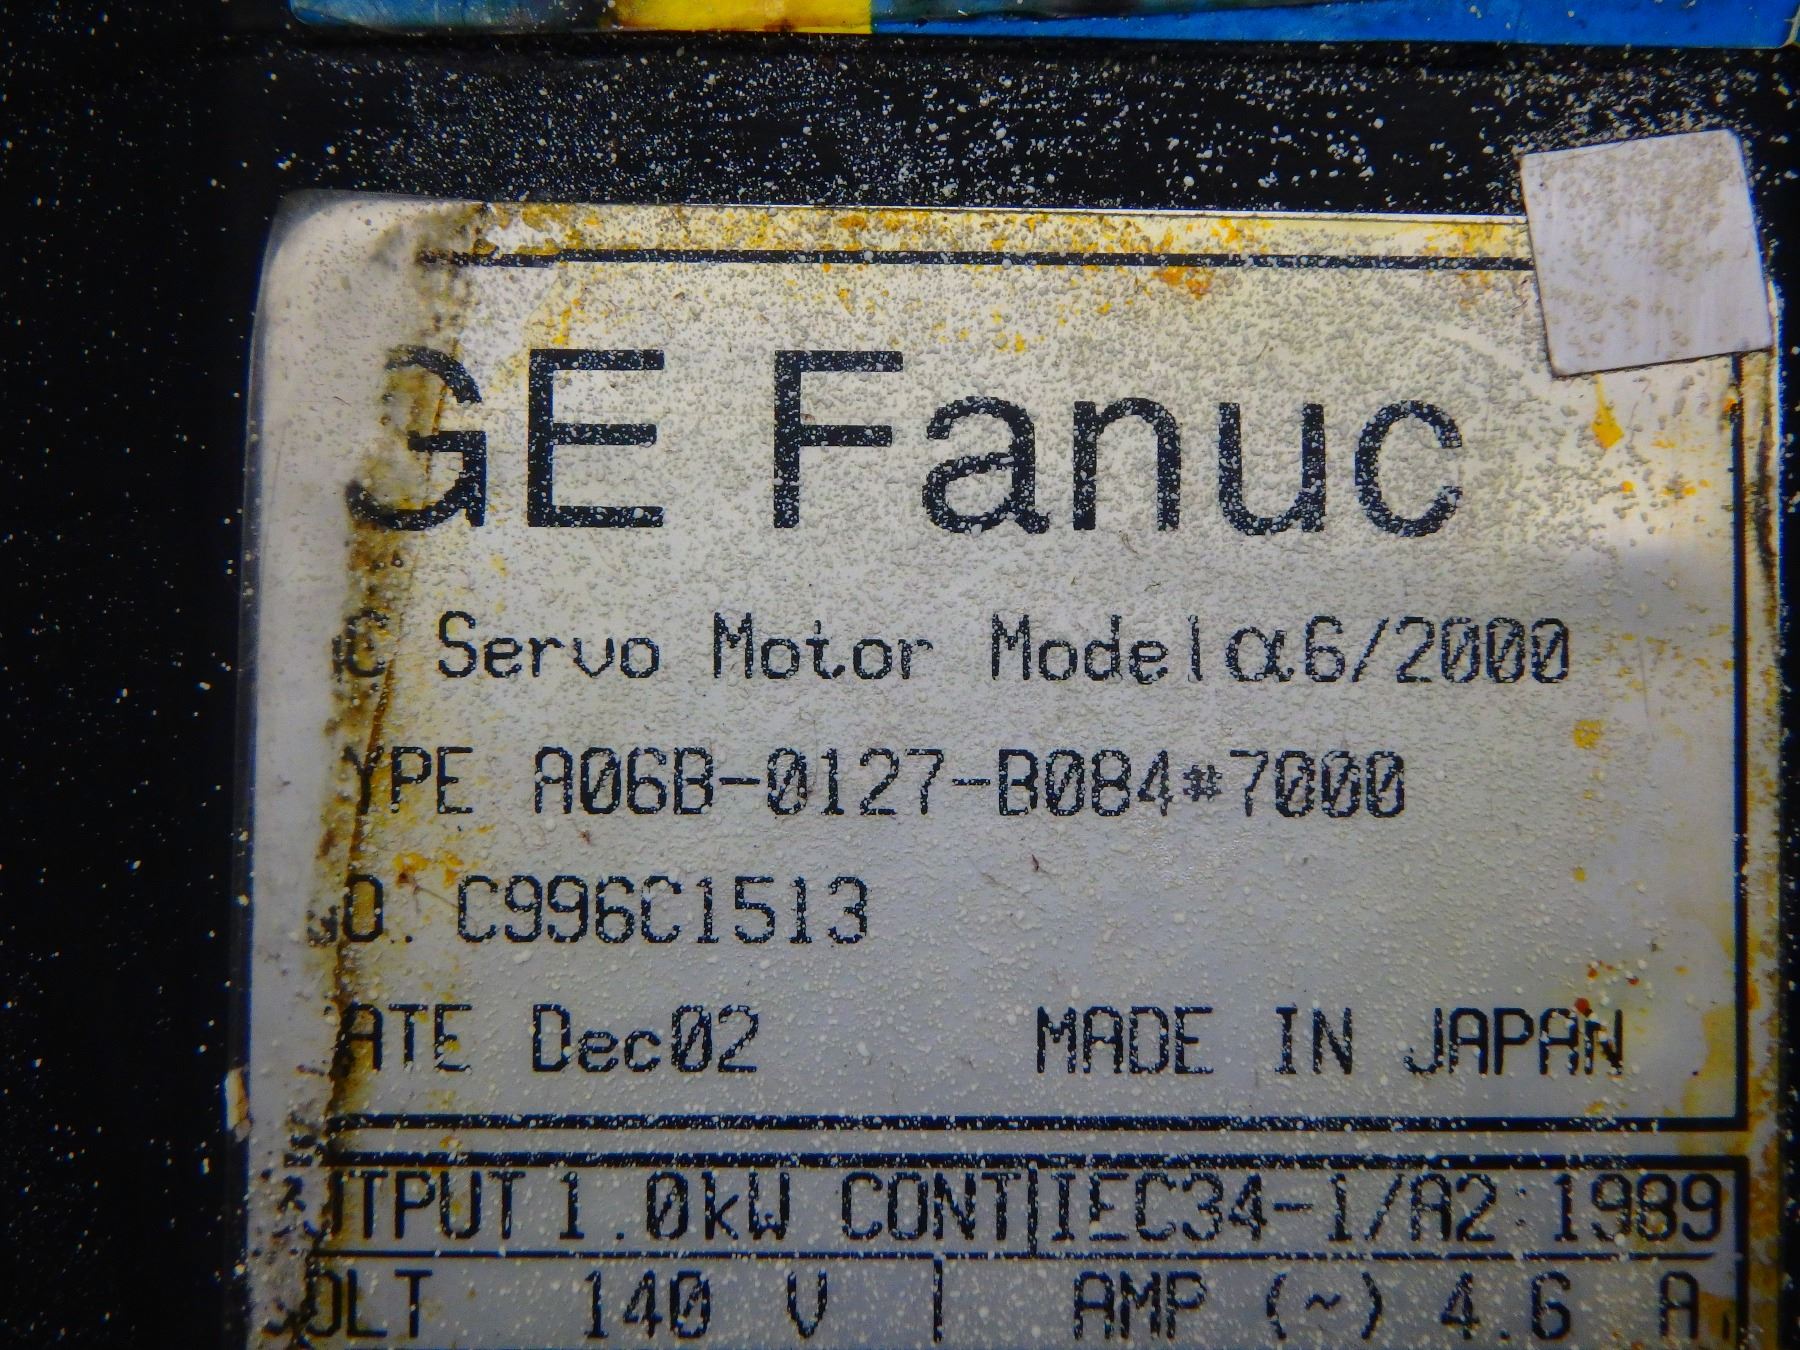 GE Fanuc
C Servo Motor Model α6/2000
YPE A06B-0127-B084#7000
O. C996C1513
ATE Dec02 MADE IN JAPAN
UTPUT 1.0kW CONT IEC34-1/A2:1989
OLT 140 V AMP (~) 4.6 A